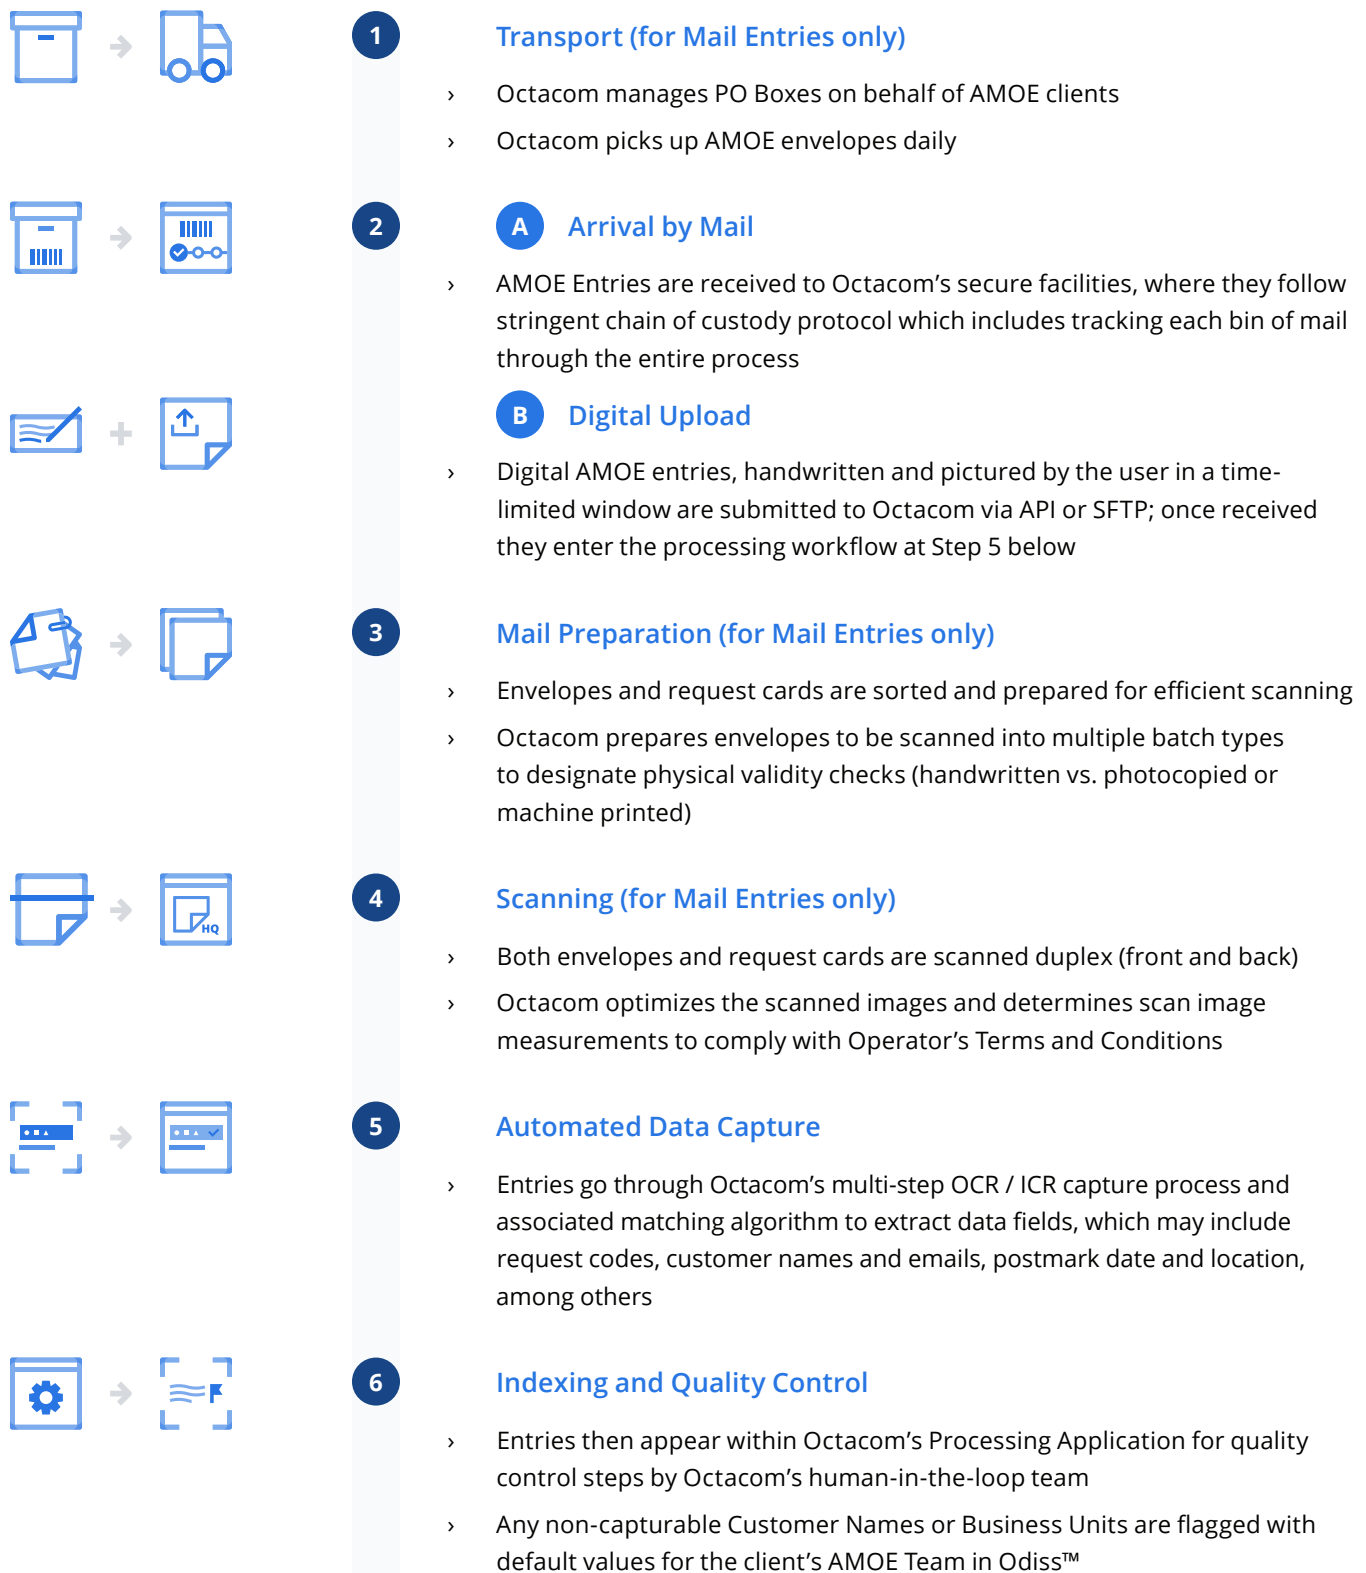 1
Transport (for Mail Entries only)
› Octacom manages PO Boxes on behalf of AMOE clients
› Octacom picks up AMOE envelopes daily
2
A Arrival by Mail
› AMOE Entries are received to Octacom’s secure facilities, where they follow
stringent chain of custody protocol which includes tracking each bin of mail
through the entire process
B Digital Upload
› Digital AMOE entries, handwritten and pictured by the user in a time-
limited window are submitted to Octacom via API or SFTP; once received
they enter the processing workflow at Step 5 below
3
Mail Preparation (for Mail Entries only)
› Envelopes and request cards are sorted and prepared for efficient scanning
› Octacom prepares envelopes to be scanned into multiple batch types
to designate physical validity checks (handwritten vs. photocopied or
machine printed)
HQ
4
Scanning (for Mail Entries only)
› Both envelopes and request cards are scanned duplex (front and back)
› Octacom optimizes the scanned images and determines scan image
measurements to comply with Operator’s Terms and Conditions
5
Automated Data Capture
› Entries go through Octacom’s multi-step OCR / ICR capture process and
associated matching algorithm to extract data fields, which may include
request codes, customer names and emails, postmark date and location,
among others
6
Indexing and Quality Control
› Entries then appear within Octacom’s Processing Application for quality
control steps by Octacom’s human-in-the-loop team
› Any non-capturable Customer Names or Business Units are flagged with
default values for the client’s AMOE Team in Odiss™